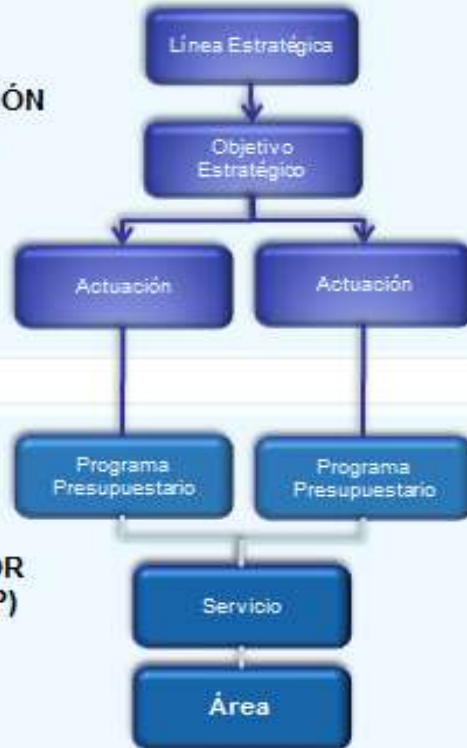 Línea Estratégica
ÓN
Objetivo
Estratégico
Actuación
Actuación
Programa
Presupuestario
Programa
Presupuestario
OR
P)
Servicio
Área